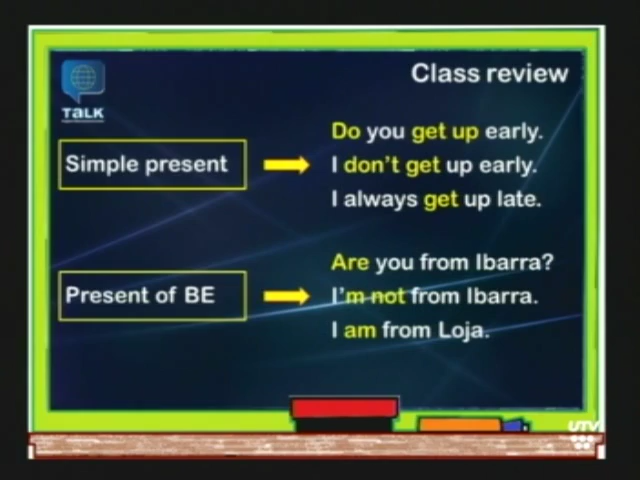 Class review
TALK
Do you get up early.
Simple present
I don't get up early.
I always get up late.
Are you from Ibarra?
Present of BE
I'm not from Ibarra.
I am from Loja.
UTV